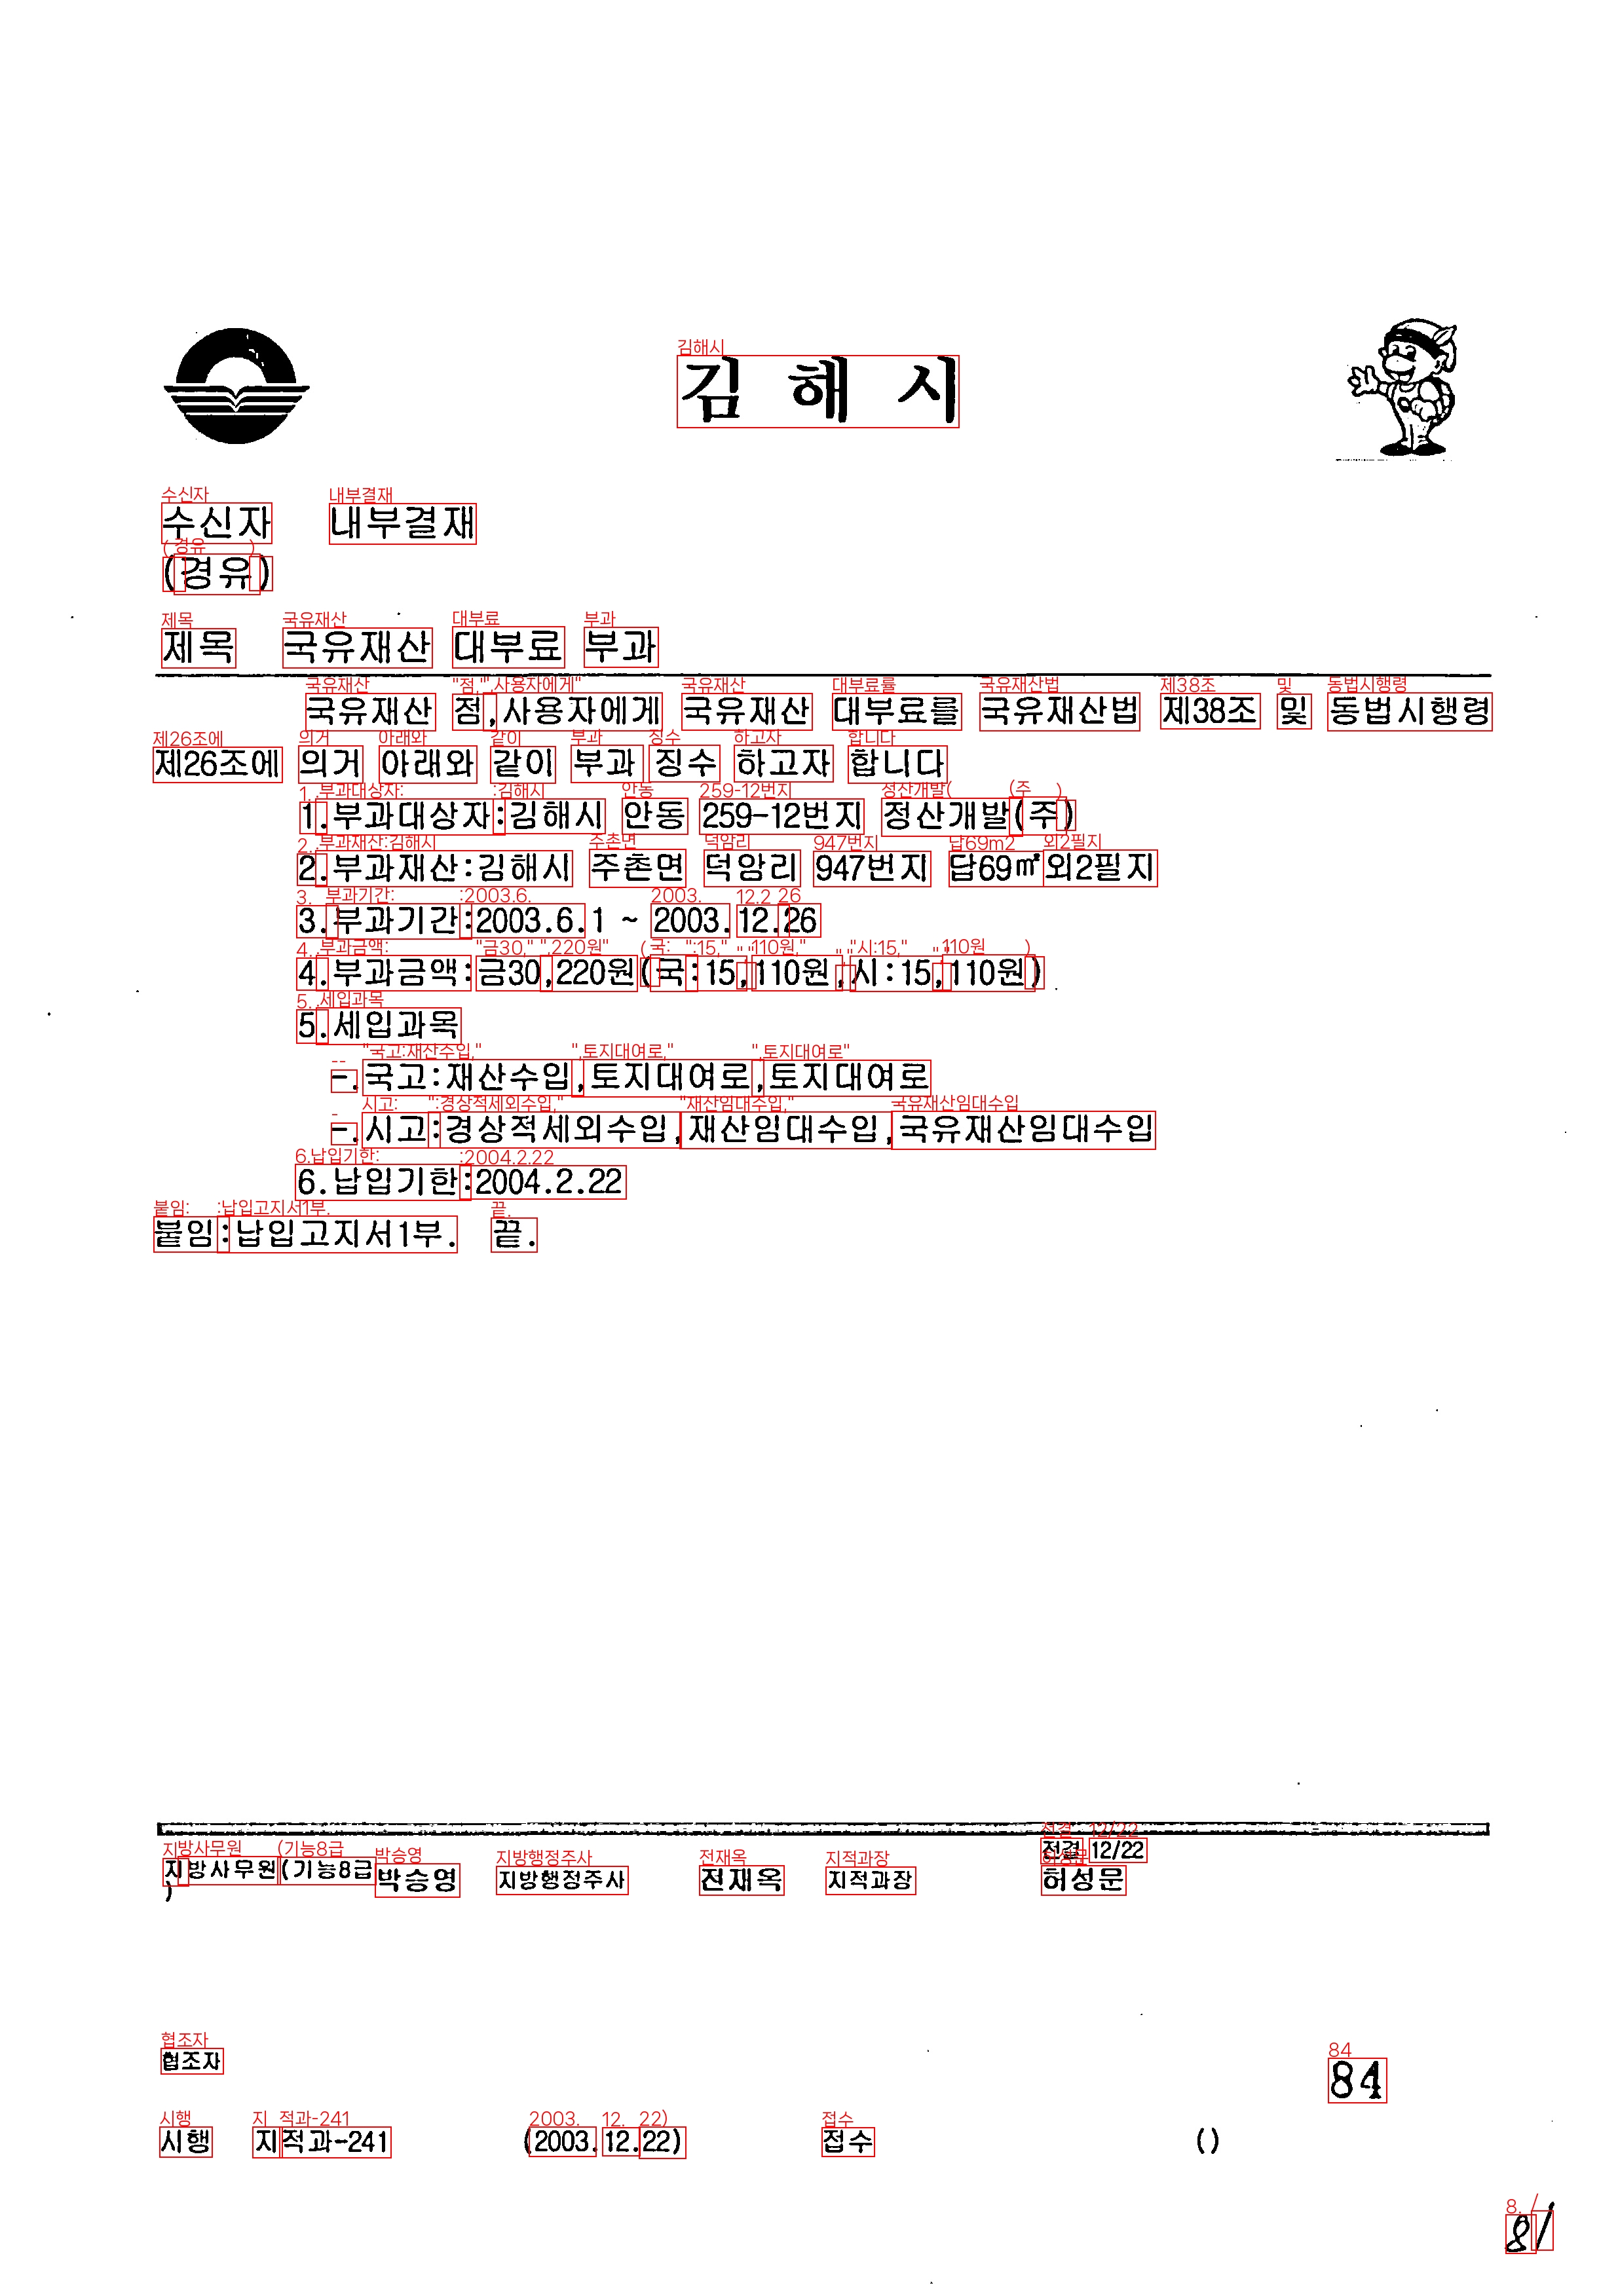 김 해 시
수신자 내부결재
(경유)
제목 국유재산 대부료 부과
국유재산 점,사용자에게 국유재산 대부료를 국유재산법 제38조 및 동법시행령
제26조에 의거 아래와 같이 부과 징수 하고자 합니다
1.부과대상자:김해시 안동 259-12번지 정산개발(주)
2.부과재산:김해시 주촌면 덕암리 947번지 답69㎡외2필지
3.부과기간:2003.6.1 ~ 2003.12.26
4.부과금액:금30,220원(국:15,110원,시:15,110원)
5.세입과목
-.국고:재산수입,토지대여로,토지대여로
-.시고:경상적세외수입,재산임대수입,국유재산임대수입
6.납입기한:2004.2.22
붙임:납입고지서1부. 끝.
전결 12/22
지방사무원(기능8급) 박승영 지방행정주사 전재옥 지적과장 허성문
협조자
84
시행 지적과-241 (2003.12.22) 접수 ()
81